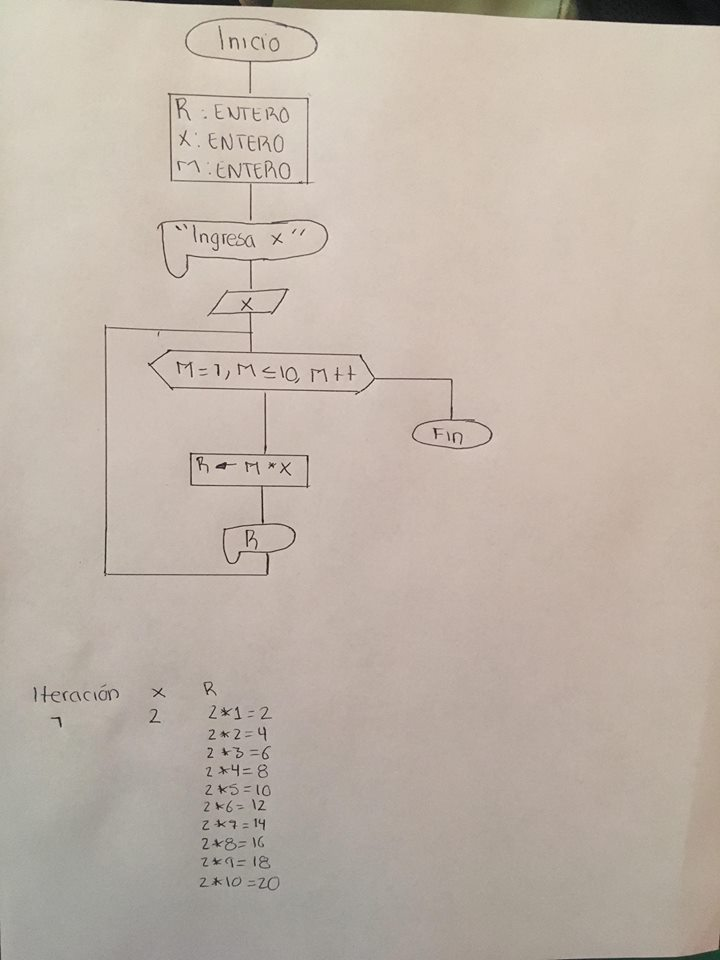 Inicio
R : ENTERO
X : ENTERO
M : ENTERO
"Ingresa x"
X
M=1, M≤10, M++
Fin
R ← M * X
R
Iteración x R
1 2 2*1=2
2*2=4
2*3=6
2*4=8
2*5=10
2*6=12
2*7=14
2*8=16
2*9=18
2*10=20